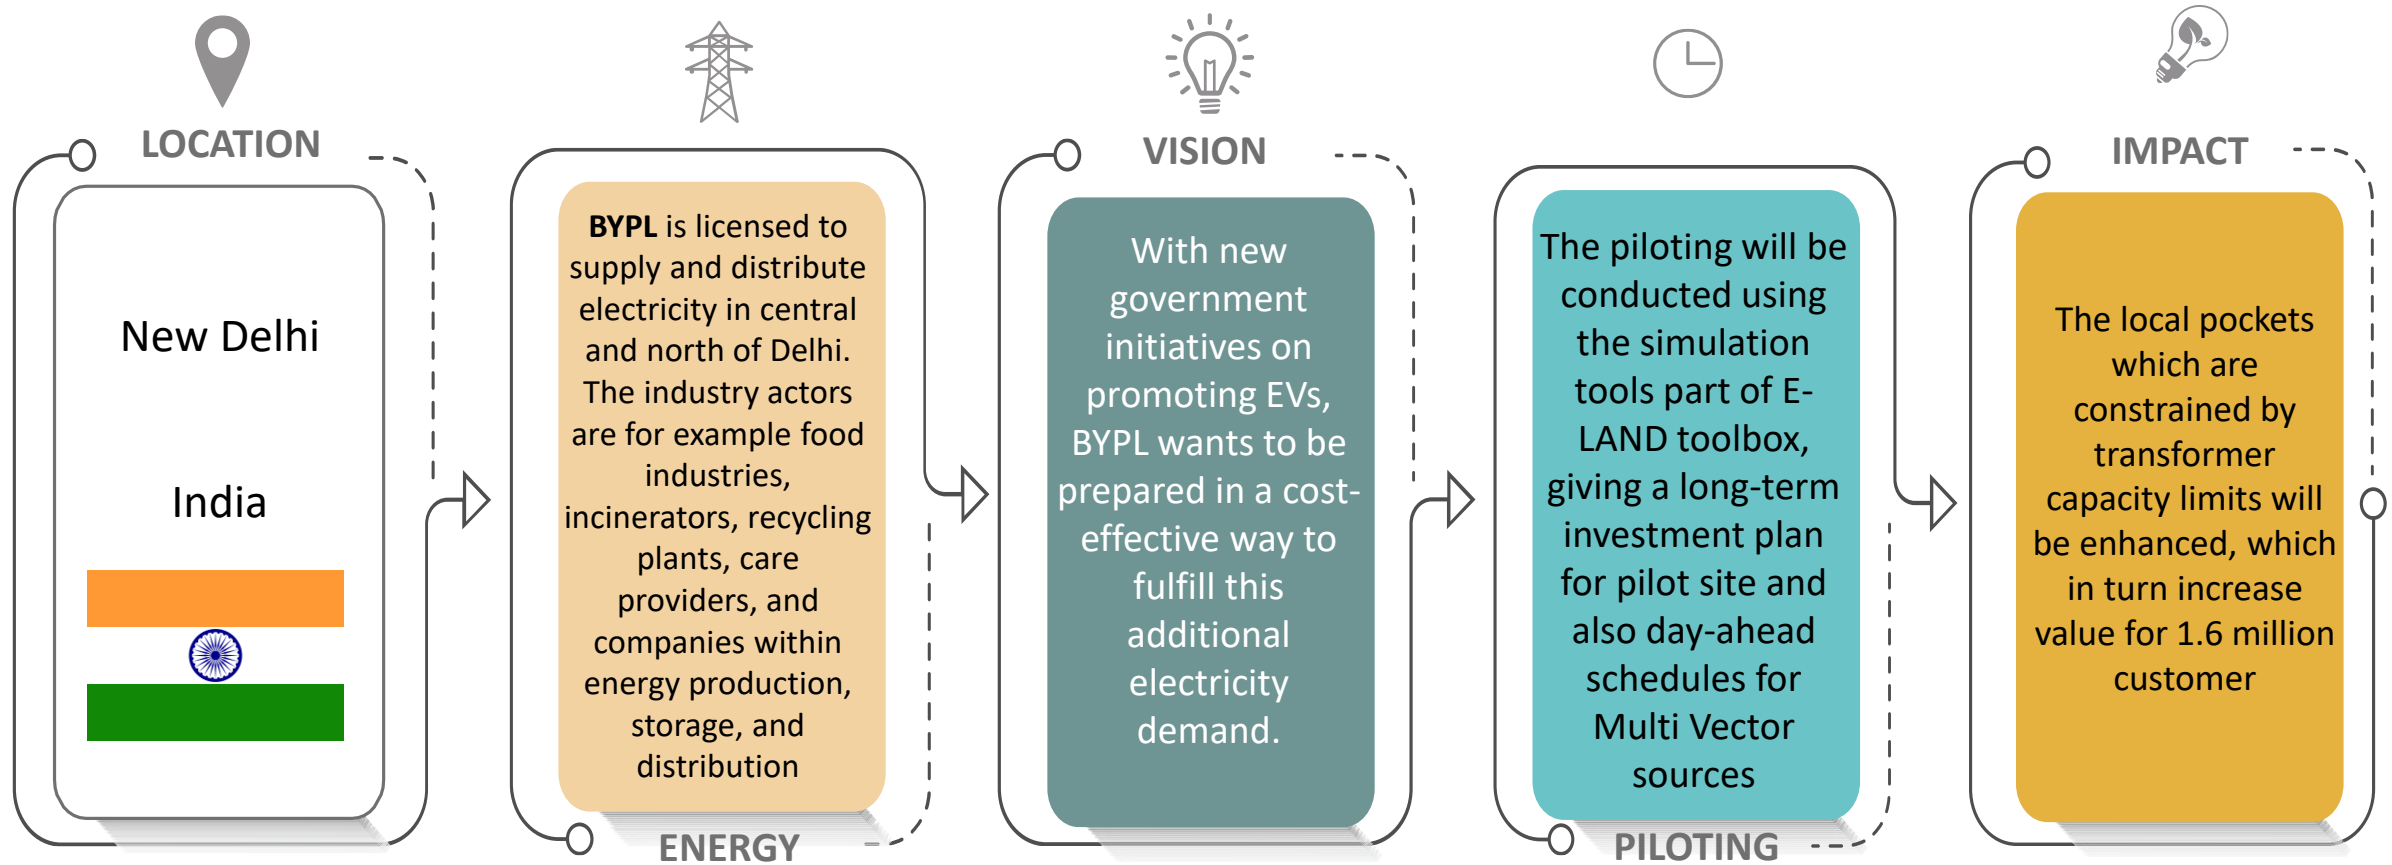 LOCATION
New Delhi
India
BYPL is licensed to
supply and distribute
electricity in central
and north of Delhi.
The industry actors
are for example food
industries,
incinerators, recycling
plants, care
providers, and
companies within
energy production,
storage, and
distribution
ENERGY
VISION
With new
government
initiatives on
promoting EVs,
BYPL wants to be
prepared in a cost-
effective way to
fulfill this
additional
electricity
demand.
The piloting will be
conducted using
the simulation
tools part of E-
LAND toolbox,
giving a long-term
investment plan
for pilot site and
also day-ahead
schedules for
Multi Vector
sources
PILOTING
IMPACT
The local pockets
which are
constrained by
transformer
capacity limits will
be enhanced, which
in turn increase
value for 1.6 million
customer